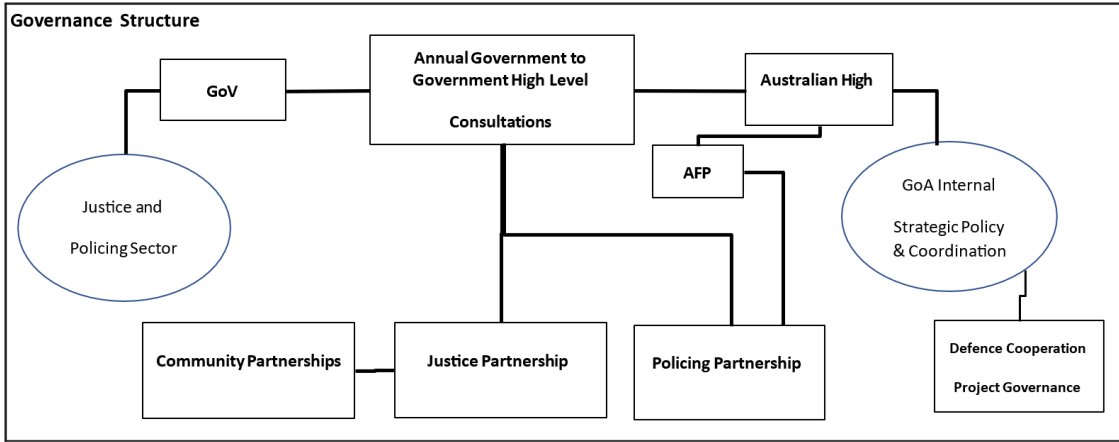 Governance Structure
Annual Government to
Government High Level
Consultations
GoV
Australian High
AFP
Justice and
Policing Sector
GoA Internal
Strategic Policy
& Coordination
Community Partnerships
Justice Partnership
Policing Partnership
Defence Cooperation
Project Governance